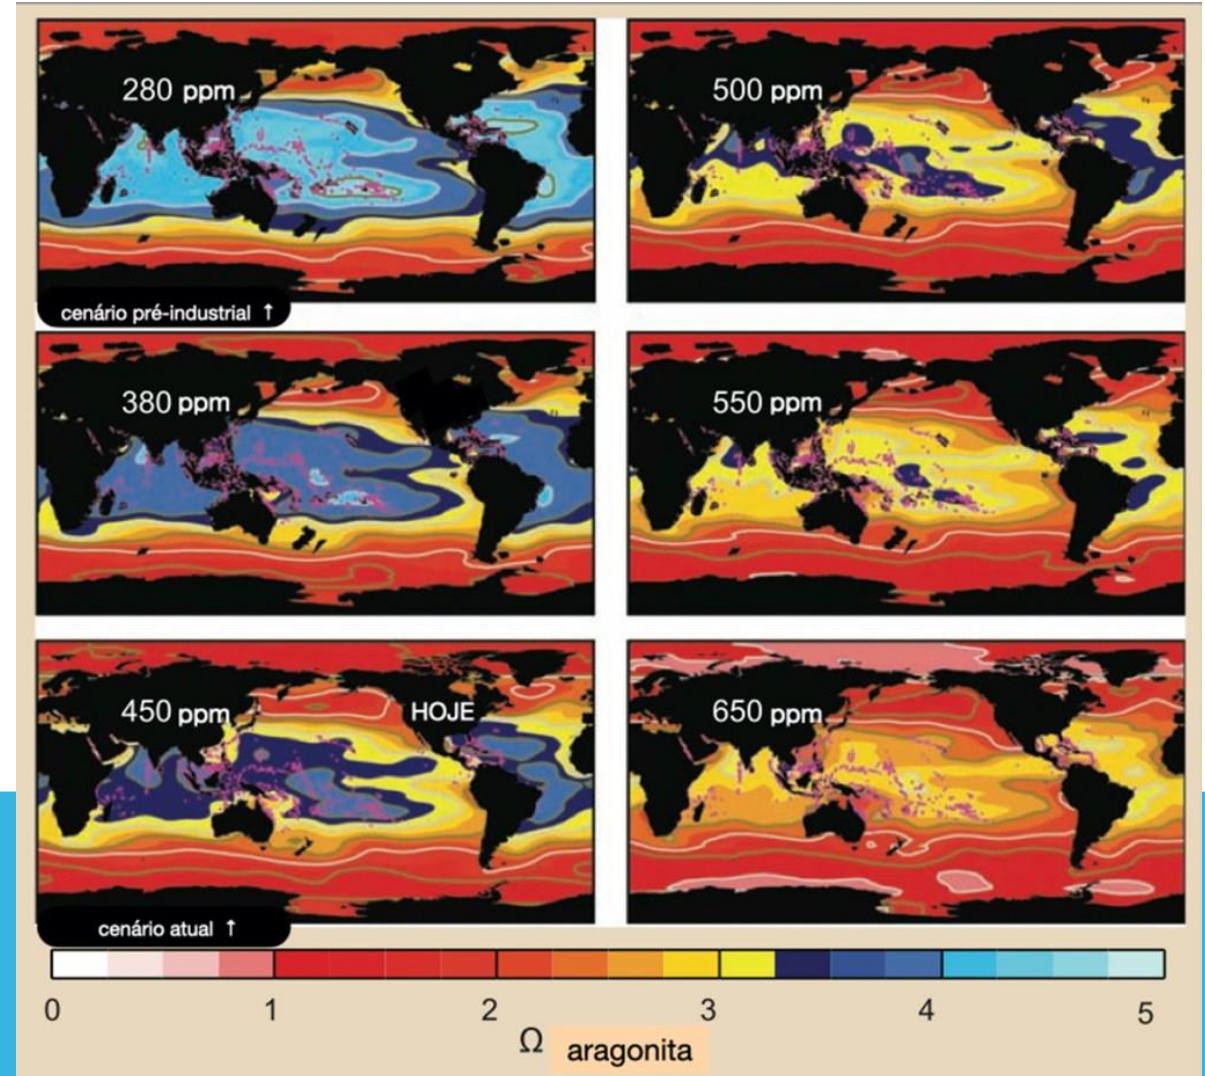 280 ppm
500 ppm
cenário pré-industrial ↑
380 ppm
550 ppm
450 ppm
HOJE
650 ppm
cenário atual ↑
0 1 2 3 4 5
Ω aragonita